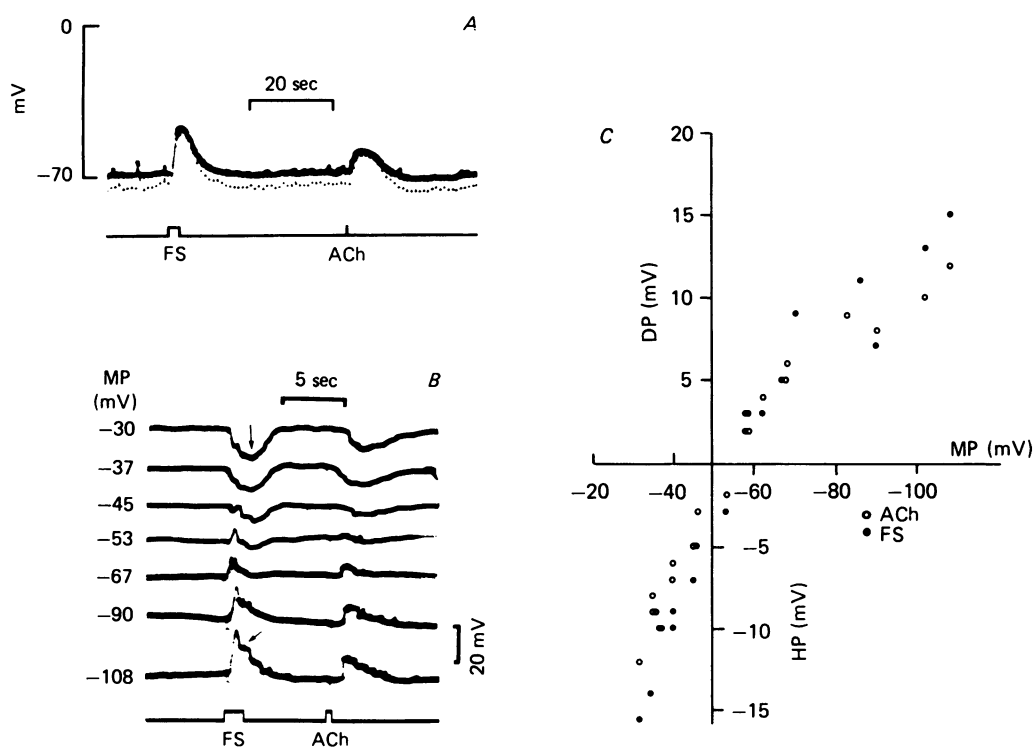 A
0
mV
−70
20 sec
FS
ACh
B
MP
(mV)
5 sec
−30
−37
−45
−53
−67
−90
−108
20 mV
FS
ACh
C
20
15
10
5
DP (mV)
MP (mV)
−20
−40
−60
−80
−100
ACh
FS
−5
−10
−15
HP (mV)